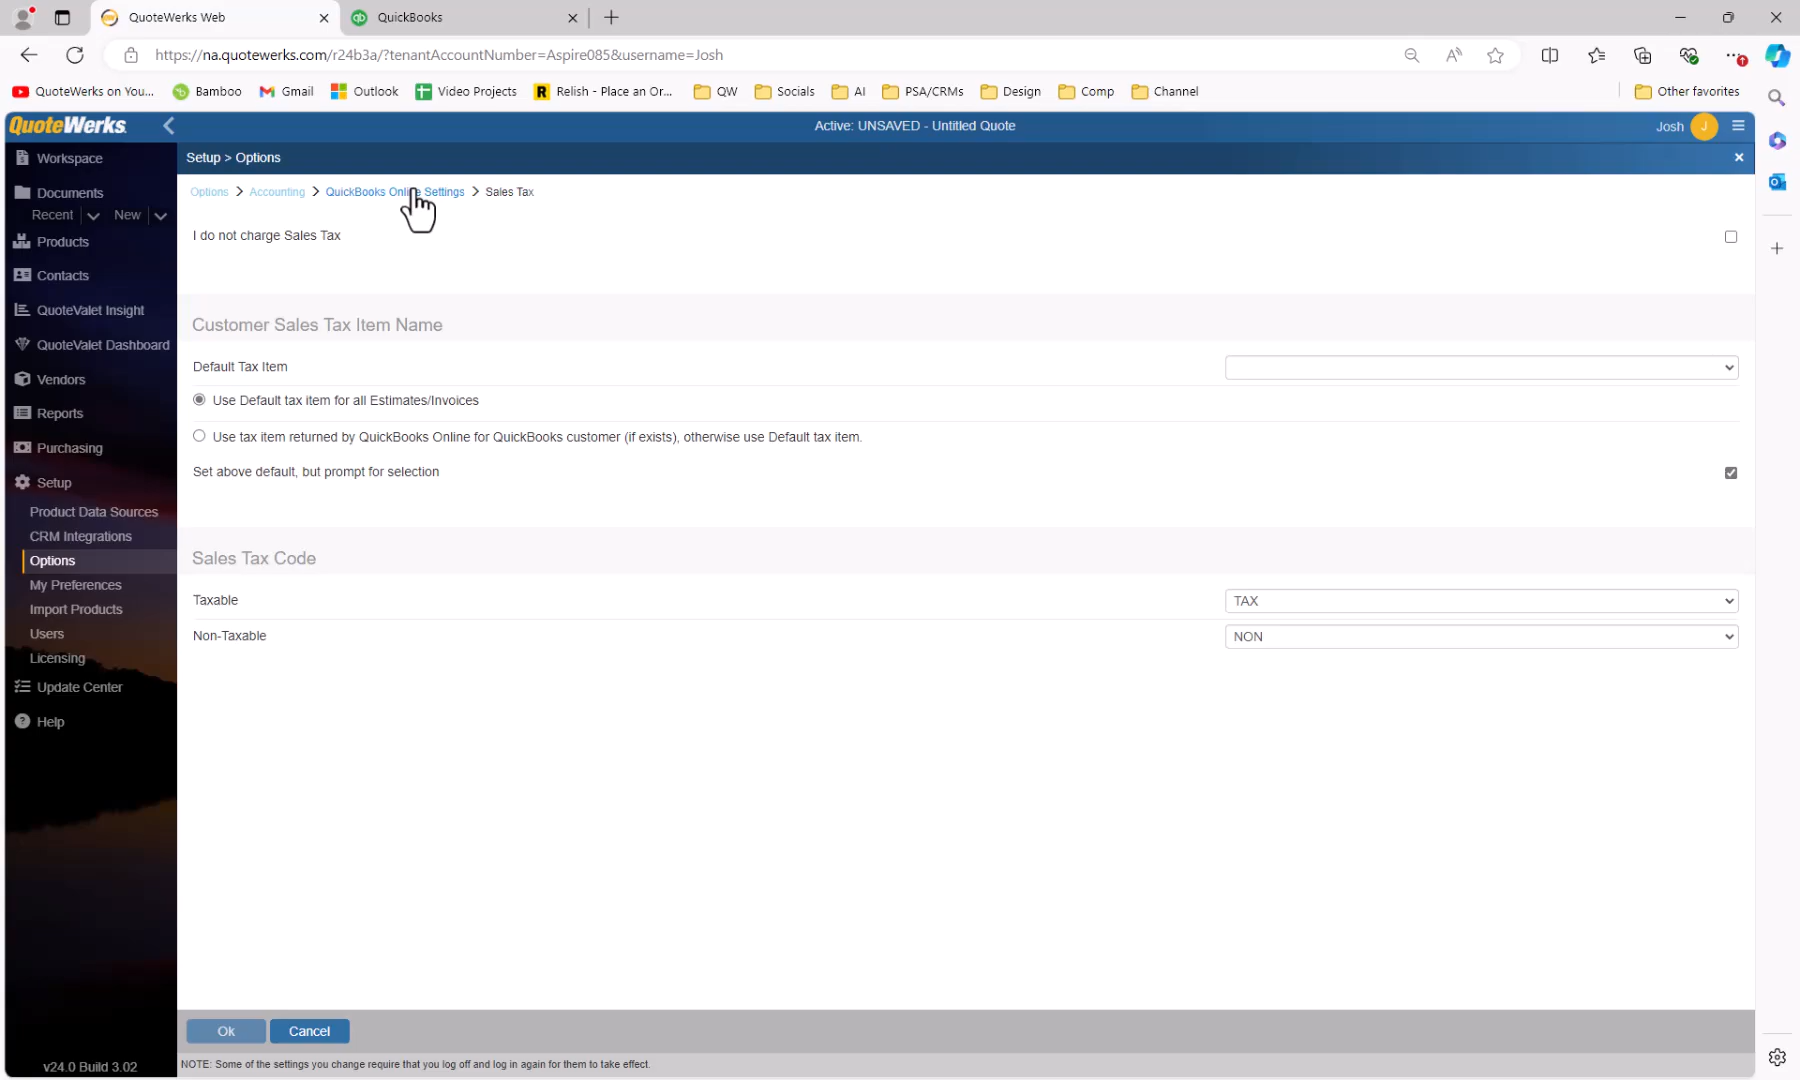 QuoteWerks Web
QuickBooks
https://na.quotewerks.com/r24b3a/?tenantAccountNumber=Aspire085&username=Josh
QuoteWerks on You...
Bamboo
Gmail
Outlook
Video Projects
Relish - Place an Or...
QW
Socials
AI
PSA/CRMs
Design
Comp
Channel
Other favorites
QuoteWerks
Active: UNSAVED - Untitled Quote
Josh
J
Setup > Options
Options > Accounting > QuickBooks Online Settings > Sales Tax
Workspace
Documents
Recent
New
Products
Contacts
QuoteValet Insight
QuoteValet Dashboard
Vendors
Reports
Purchasing
Setup
Product Data Sources
CRM Integrations
Options
My Preferences
Import Products
Users
Licensing
Update Center
Help
v24.0 Build 3.02
I do not charge Sales Tax
Customer Sales Tax Item Name
Default Tax Item
Use Default tax item for all Estimates/Invoices
Use tax item returned by QuickBooks Online for QuickBooks customer (if exists), otherwise use Default tax item.
Set above default, but prompt for selection
Sales Tax Code
Taxable
TAX
Non-Taxable
NON
Ok
Cancel
NOTE: Some of the settings you change require that you log off and log in again for them to take effect.